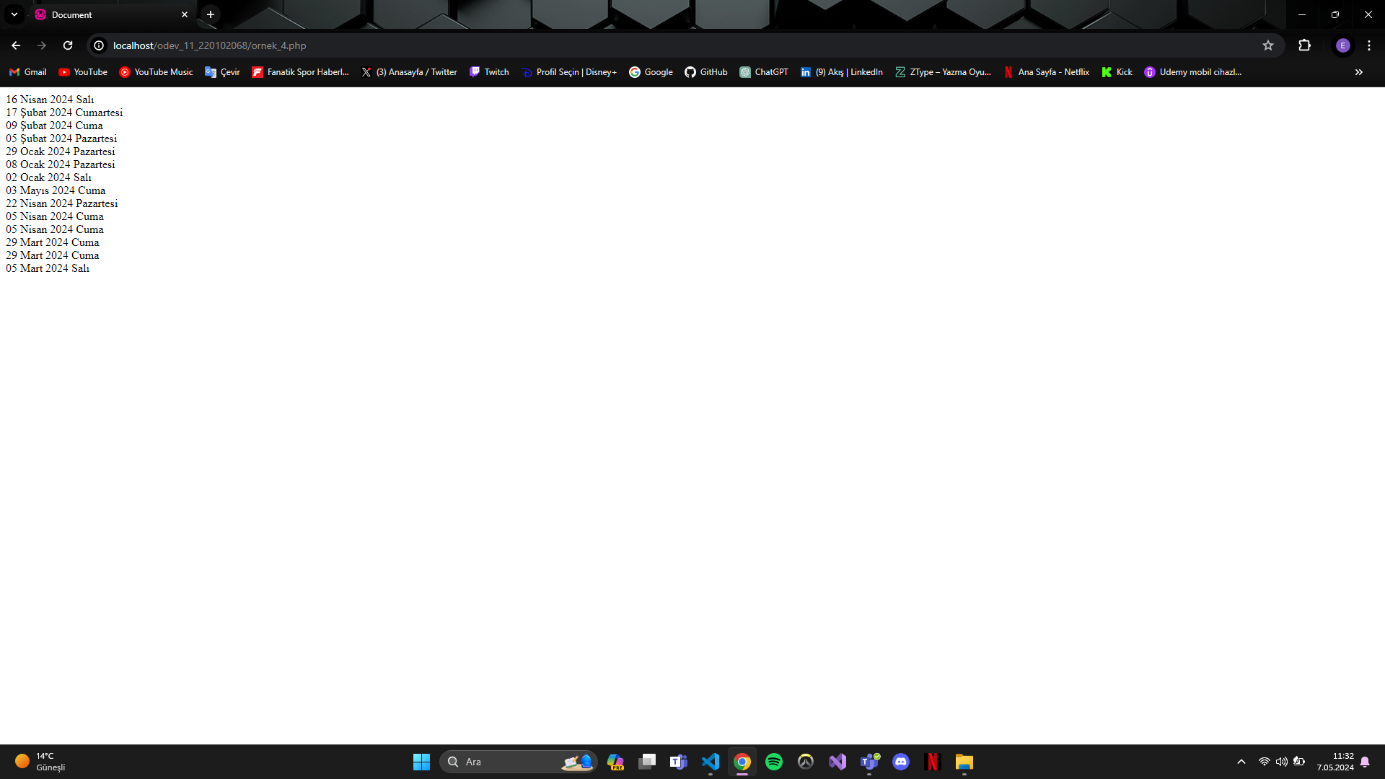 Document
localhost/odev_11_220102068/ornek_4.php
Gmail YouTube YouTube Music Çevir Fanatik Spor Haberl... (3) Anasayfa / Twitter Twitch Profil Seçin | Disney+ Google GitHub ChatGPT (9) Akış | LinkedIn ZType – Yazma Oyu... Ana Sayfa - Netflix Kick Udemy mobil cihazl...
16 Nisan 2024 Salı
17 Şubat 2024 Cumartesi
09 Şubat 2024 Cuma
05 Şubat 2024 Pazartesi
29 Ocak 2024 Pazartesi
08 Ocak 2024 Pazartesi
02 Ocak 2024 Salı
03 Mayıs 2024 Cuma
22 Nisan 2024 Pazartesi
05 Nisan 2024 Cuma
05 Nisan 2024 Cuma
29 Mart 2024 Cuma
29 Mart 2024 Cuma
05 Mart 2024 Salı
14°C
Güneşli
Ara
11:32
7.05.2024